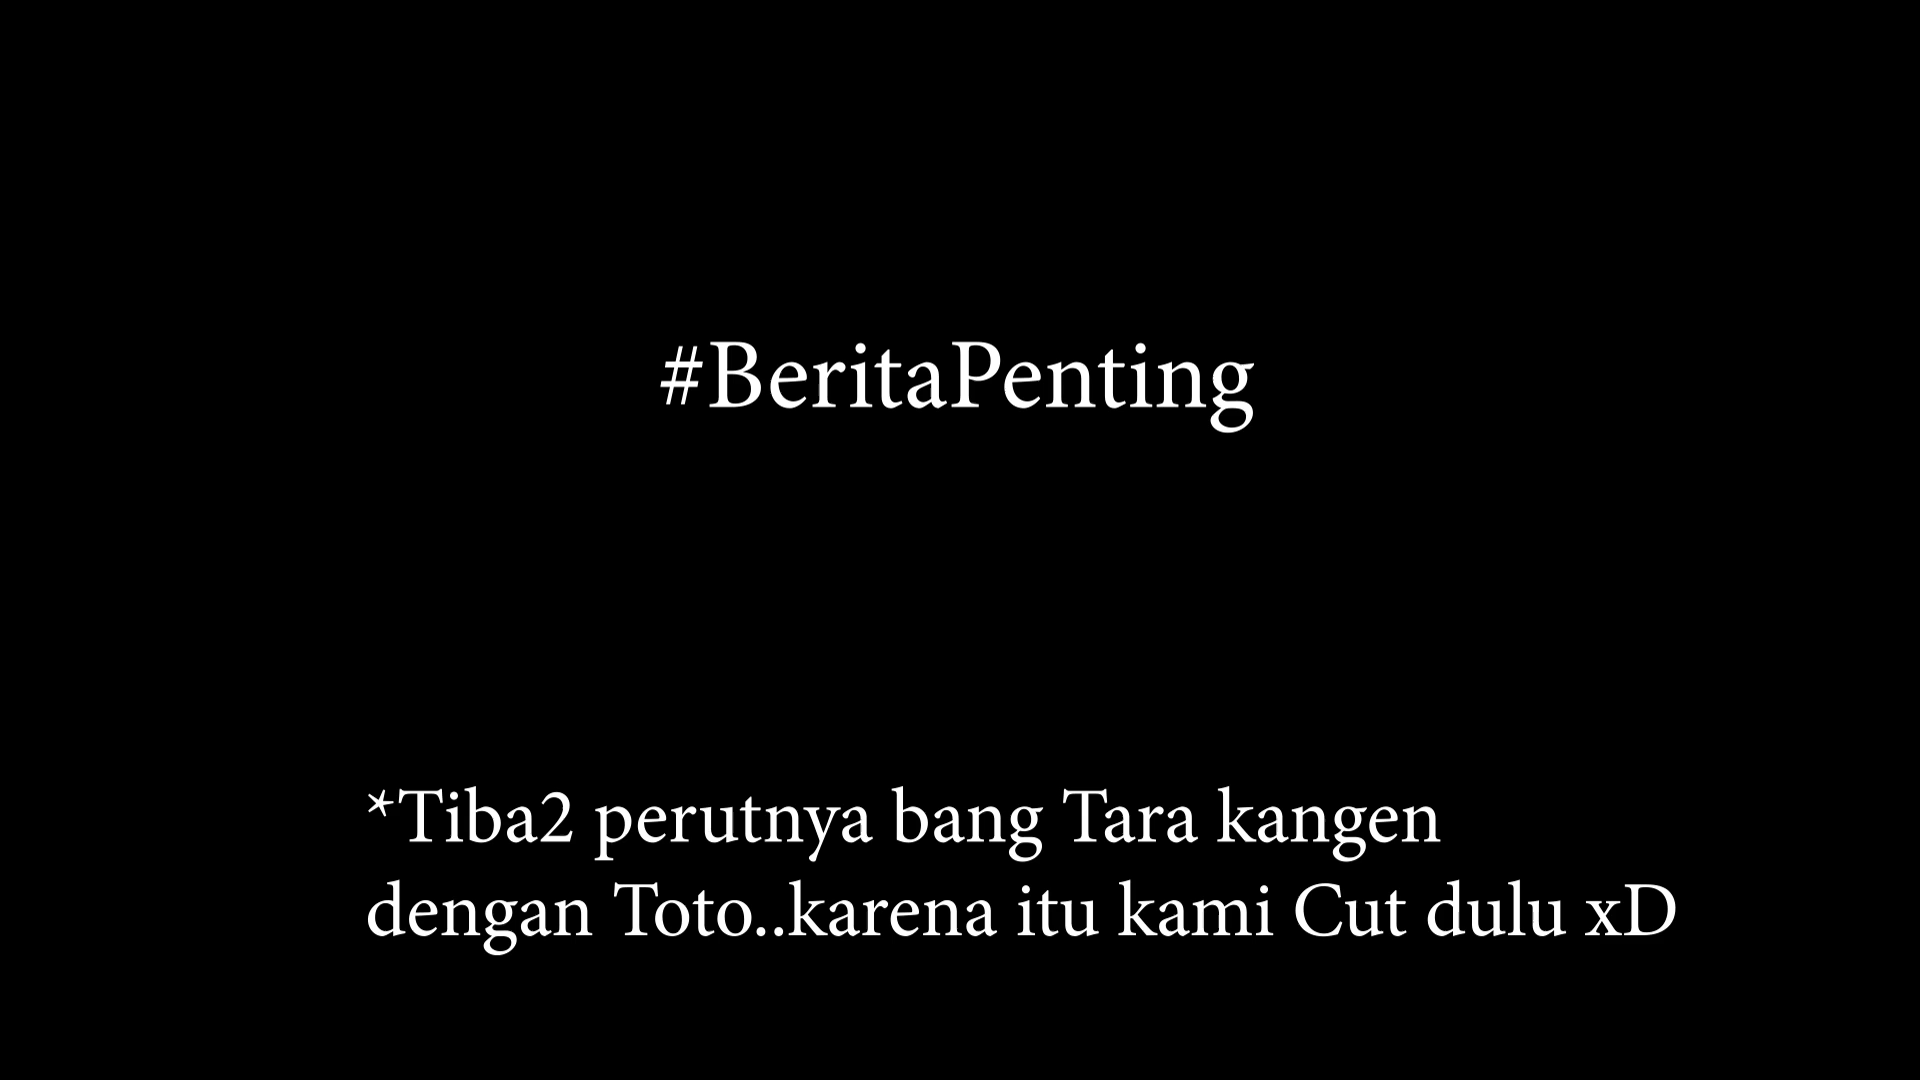 #BeritaPenting
*Tiba2 perutnya bang Tara kangen
dengan Toto..karena itu kami Cut dulu xD